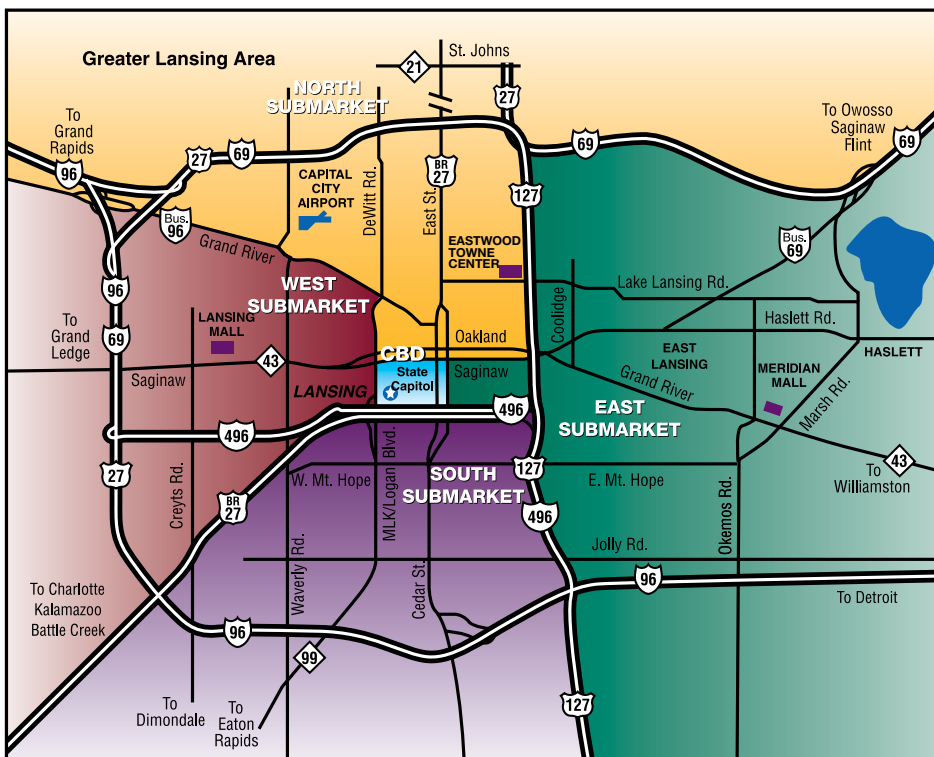 St. Johns
21
Greater Lansing Area
NORTH
SUBMARKET
27
To
Grand
Rapids
96
27
69
BR
27
69
To Owosso
Saginaw
Flint
69
CAPITAL
CITY
AIRPORT
DeWitt Rd.
East St.
127
Bus.
96
Grand River
EASTWOOD
TOWNE
CENTER
Bus.
69
WEST
SUBMARKET
Lake Lansing Rd.
96
Coolidge
To
Grand
Ledge
69
LANSING
MALL
43
Oakland
Haslett Rd.
CBD
State
Capitol
Saginaw
Saginaw
LANSING
EAST
LANSING
Grand River
MERIDIAN
MALL
HASLETT
Marsh Rd.
496
496
EAST
SUBMARKET
27
Creyts Rd.
BR
27
W. Mt. Hope
MLK/Logan Blvd.
SOUTH
SUBMARKET
127
E. Mt. Hope
43
To
Williamston
496
Okemos Rd.
Jolly Rd.
Waverly Rd.
Cedar St.
96
To Charlotte
Kalamazoo
Battle Creek
To Detroit
96
99
To
Dimondale
To
Eaton
Rapids
127